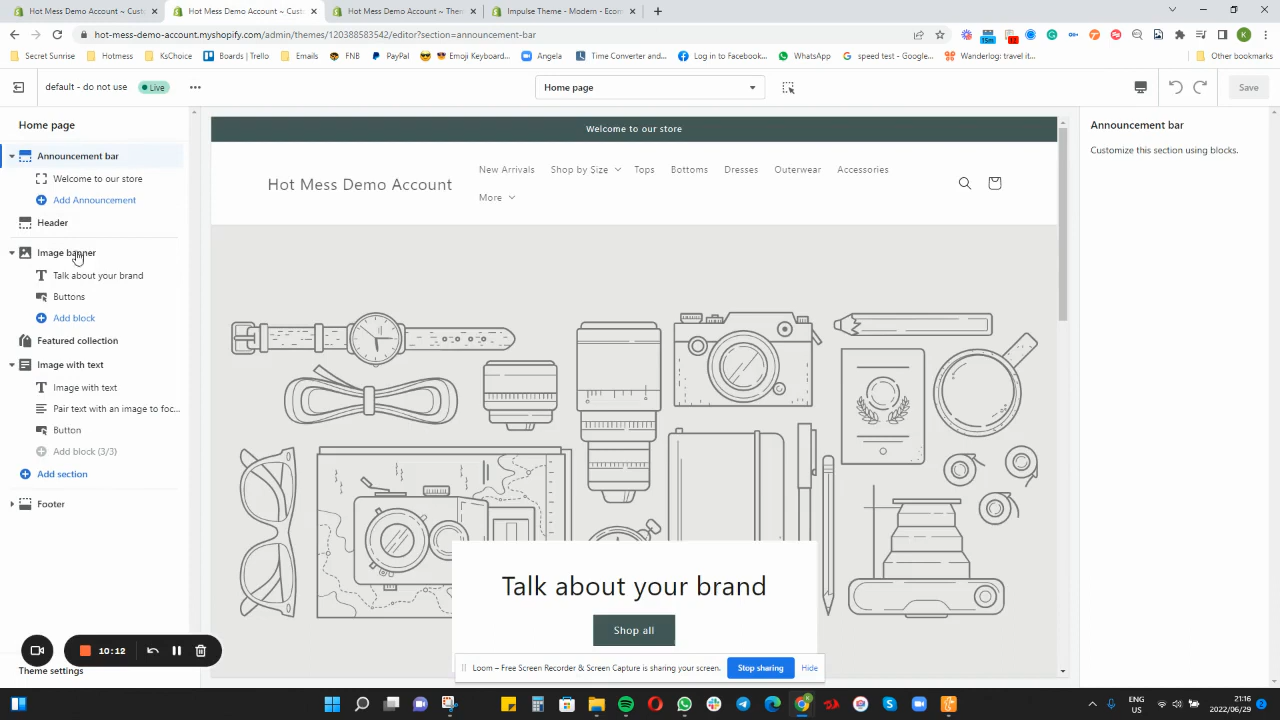 Hot Mess Demo Account ~ Custo
Hot Mess Demo Account ~ Custo
Hot Mess Demo Account ~ Them
Impulse Theme - Modern - Ecom
hot-mess-demo-account.myshopify.com/admin/themes/120388583542/editor?section=announcement-bar
15m
17
K
Secret Sunrise
Hotmess
KsChoice
Boards | Trello
Emails
FNB
PayPal
Emoji Keyboard...
Angela
Time Converter and...
Log in to Facebook...
WhatsApp
speed test - Google...
Wanderlog: travel it...
Other bookmarks
default - do not use
Live
Home page
Save
Home page
Announcement bar
Welcome to our store
Add Announcement
Header
Image banner
Talk about your brand
Buttons
Add block
Featured collection
Image with text
Image with text
Pair text with an image to foc...
Button
Add block (3/3)
Add section
Footer
Theme settings
10:12
Welcome to our store
Hot Mess Demo Account
New Arrivals
Shop by Size
Tops
Bottoms
Dresses
Outerwear
Accessories
More
Talk about your brand
Shop all
Announcement bar
Customize this section using blocks.
Loom – Free Screen Recorder & Screen Capture is sharing your screen.
Stop sharing
Hide
ENG
US
21:16
2022/06/29